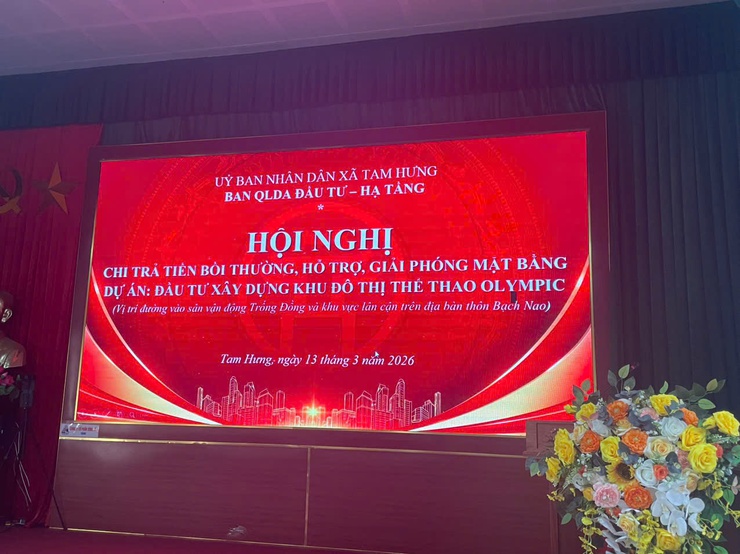 UỶ BAN NHÂN DÂN XÃ TAM HƯNG
BAN QLDA ĐẦU TƯ – HẠ TẦNG
*
HỘI NGHỊ
CHI TRẢ TIỀN BỒI THƯỜNG, HỖ TRỢ, GIẢI PHÓNG MẶT BẰNG
DỰ ÁN: ĐẦU TƯ XÂY DỰNG KHU ĐÔ THỊ THỂ THAO OLYMPIC
(Vị trí đường vào sân vận động Trống Đồng và khu vực lân cận trên địa bàn thôn Bạch Nao)
Tam Hưng, ngày 13 tháng 3 năm 2026